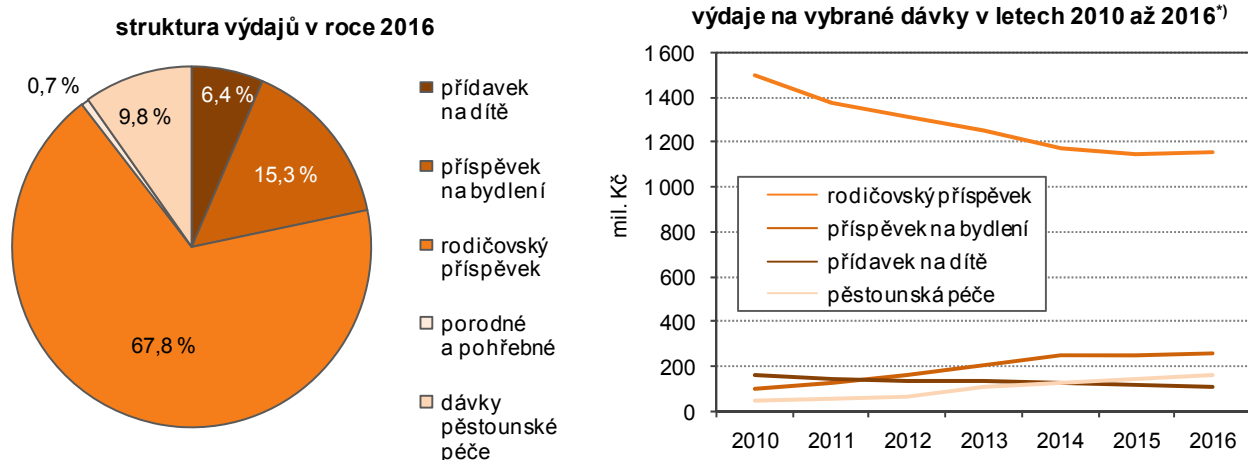 struktura výdajů v roce 2016
0,7 %
9,8 %
6,4 %
15,3 %
67,8 %
přídavek
na dítě
příspěvek
na bydlení
rodičovský
příspěvek
porodné
a pohřebné
dávky
pěstounské
péče
výdaje na vybrané dávky v letech 2010 až 2016*)
mil. Kč
1 600
1 400
1 200
1 000
800
600
400
200
0
rodičovský příspěvek
příspěvek na bydlení
přídavek na dítě
pěstounská péče
2010 2011 2012 2013 2014 2015 2016